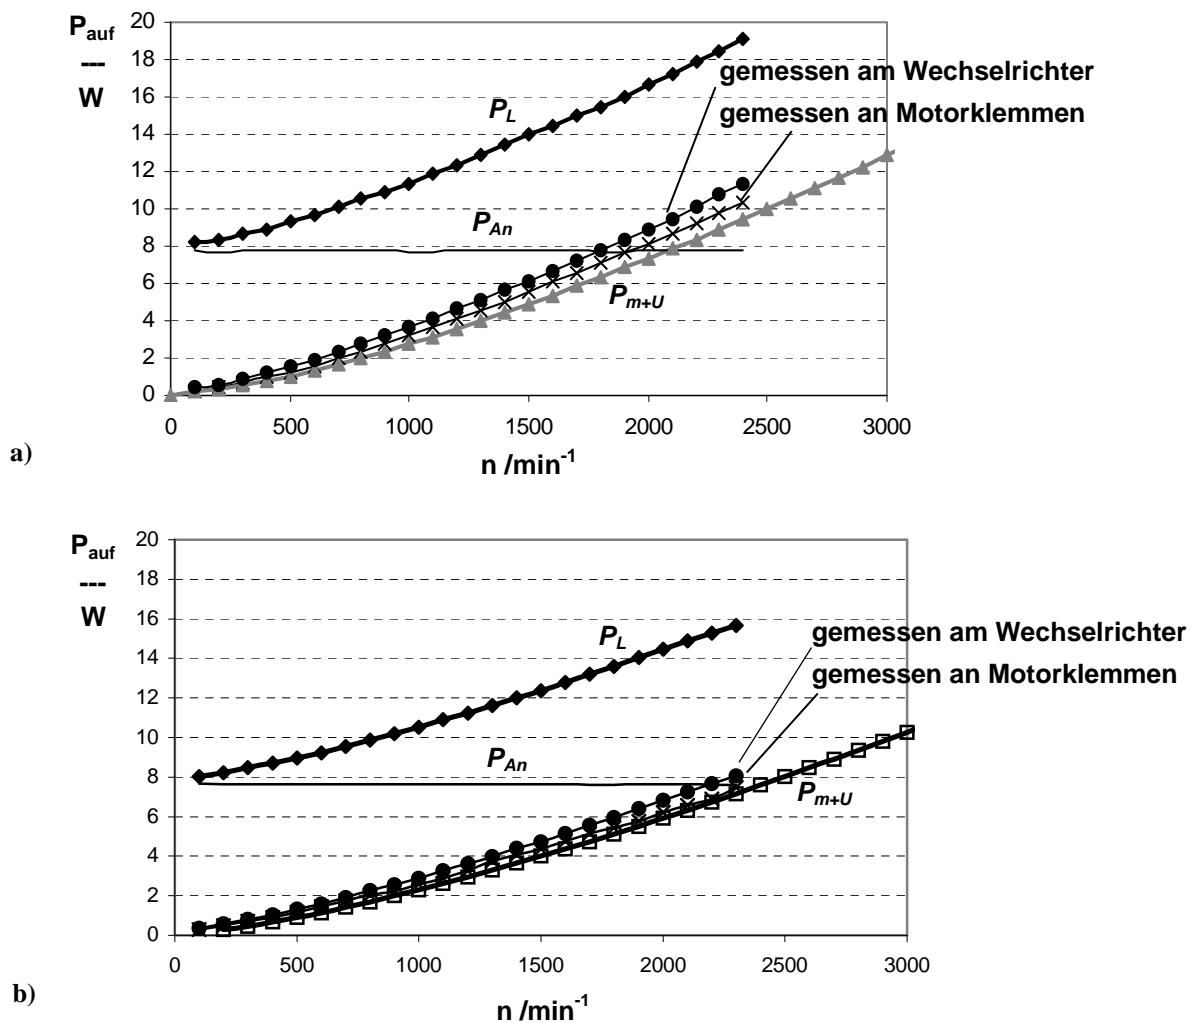 P_auf
---
W
20
18
16
14
12
10
8
6
4
2
0
P_L
P_An
P_m+U
gemessen am Wechselrichter
gemessen an Motorklemmen
0 500 1000 1500 2000 2500 3000
n /min⁻¹
a)
P_auf
---
W
20
18
16
14
12
10
8
6
4
2
0
P_L
P_An
P_m+U
gemessen am Wechselrichter
gemessen an Motorklemmen
0 500 1000 1500 2000 2500 3000
n /min⁻¹
b)